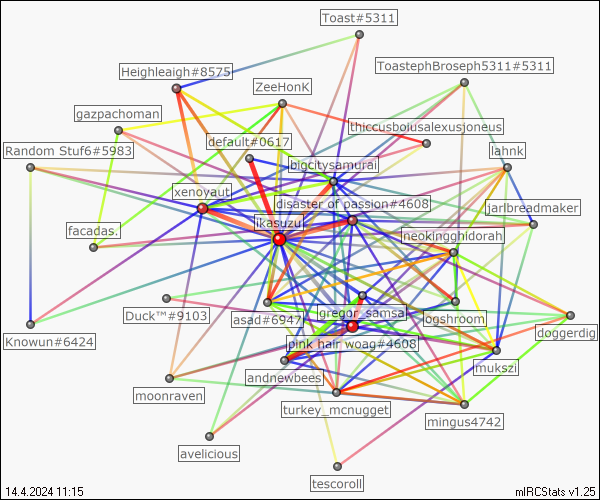 Toast#5311
ToastephBroseph5311#5311
Heighleaigh#8575
ZeeHonK
gazpachoman
thiccusboiusalexusjoneus
default#0617
Random Stuf6#5983
bigcitysamurai
lahnk
xenoyaut
disaster of passion#4608
jarlbreadmaker
ikasuzu
neokingghidorah
facadas.
Duck™#9103
asad#6947
gregor_samsa
ogshroom
Knowun#6424
pink hair woag#4608
doggerdig
mukszi
andnewbees
moonraven
turkey_mcnugget
mingus4742
avelicious
tescoroll
14.4.2024 11:15
mIRCStats v1.25